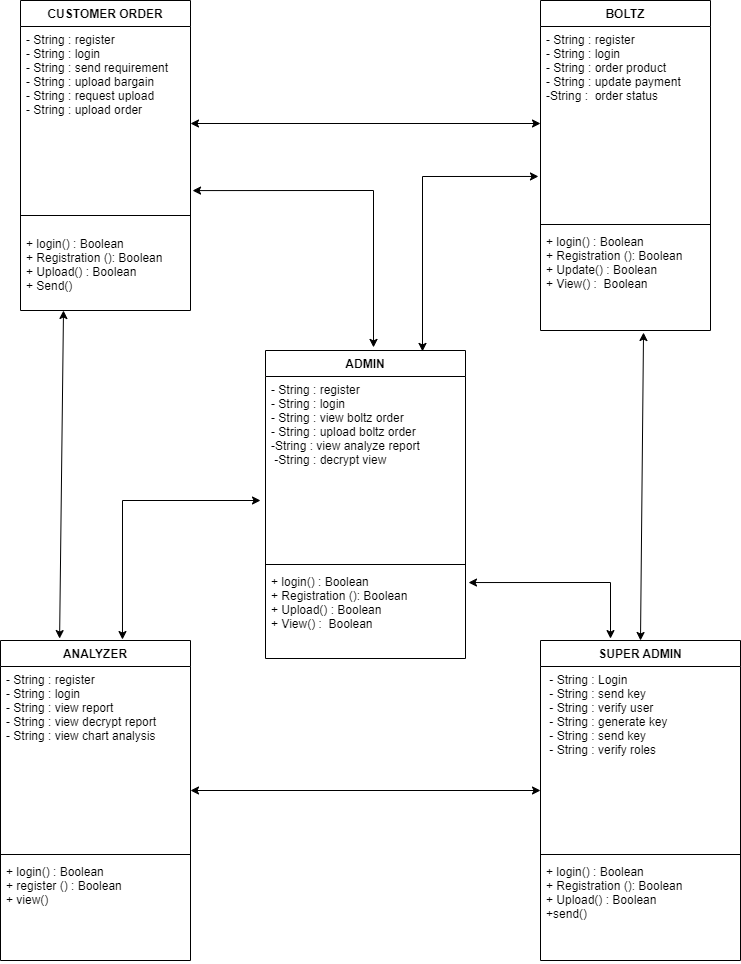 CUSTOMER ORDER
- String : register
- String : login
- String : send requirement
- String : upload bargain
- String : request upload
- String : upload order
+ login() : Boolean
+ Registration (): Boolean
+ Upload() : Boolean
+ Send()
BOLTZ
- String : register
- String : login
- String : order product
- String : update payment
-String :  order status
+ login() : Boolean
+ Registration (): Boolean
+ Update() : Boolean
+ View() :  Boolean
ADMIN
- String : register
- String : login
- String : view boltz order
- String : upload boltz order
-String : view analyze report
-String : decrypt view
+ login() : Boolean
+ Registration (): Boolean
+ Upload() : Boolean
+ View() :  Boolean
ANALYZER
- String : register
- String : login
- String : view report
- String : view decrypt report
- String : view chart analysis
+ login() : Boolean
+ register () : Boolean
+ view()
SUPER ADMIN
- String : Login
- String : send key
- String : verify user
- String : generate key
- String : send key
- String : verify roles
+ login() : Boolean
+ Registration (): Boolean
+ Upload() : Boolean
+send()